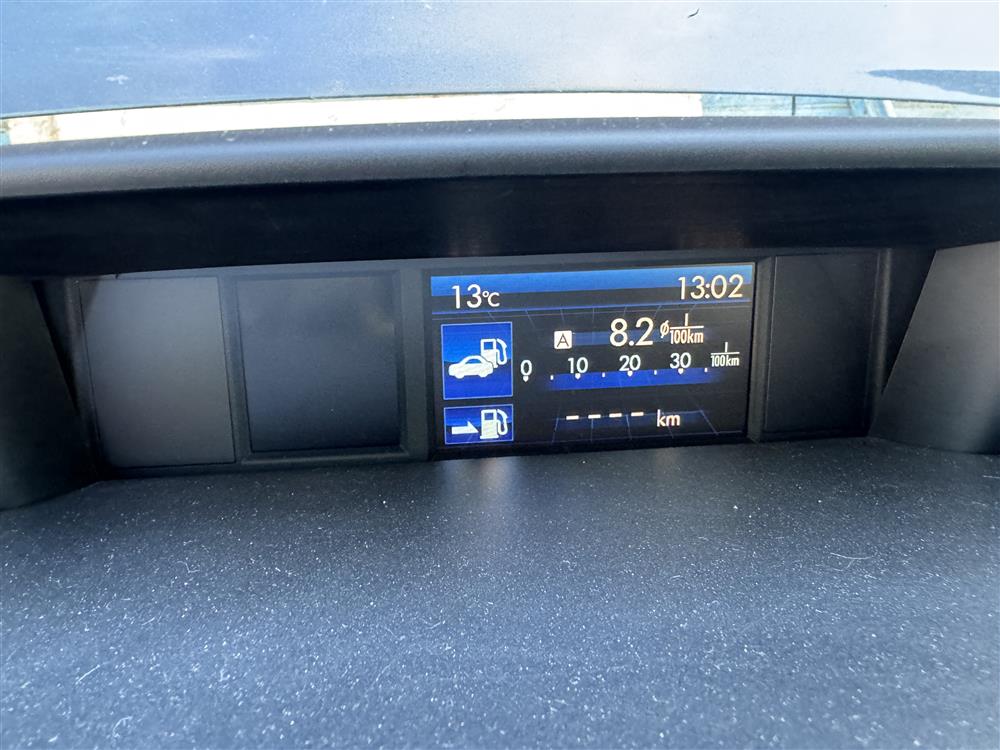 13°C 13:02
A 8.2 ø l/100km
0 10 20 30 l/100km
---- km